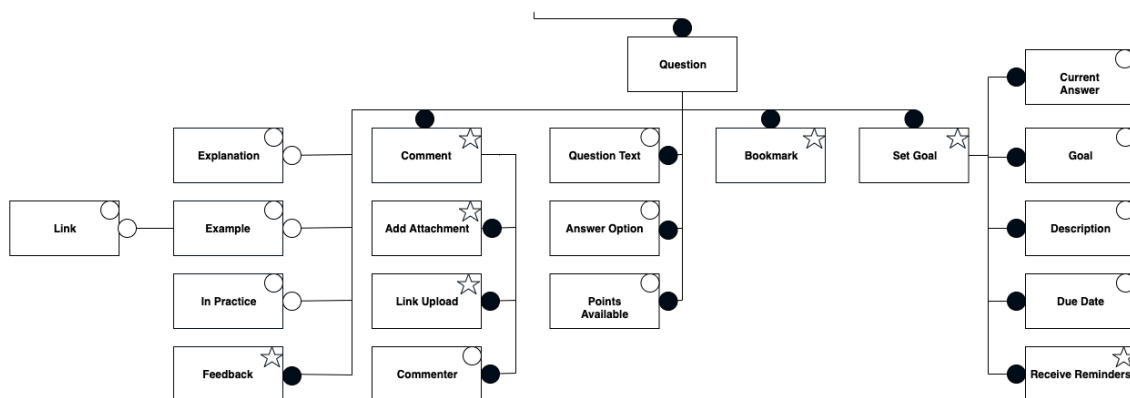 Question
Current
Answer
Explanation
Comment
Question Text
Bookmark
Set Goal
Goal
Link
Example
Add Attachment
Answer Option
Description
In Practice
Link Upload
Points
Available
Due Date
Feedback
Commenter
Receive Reminders